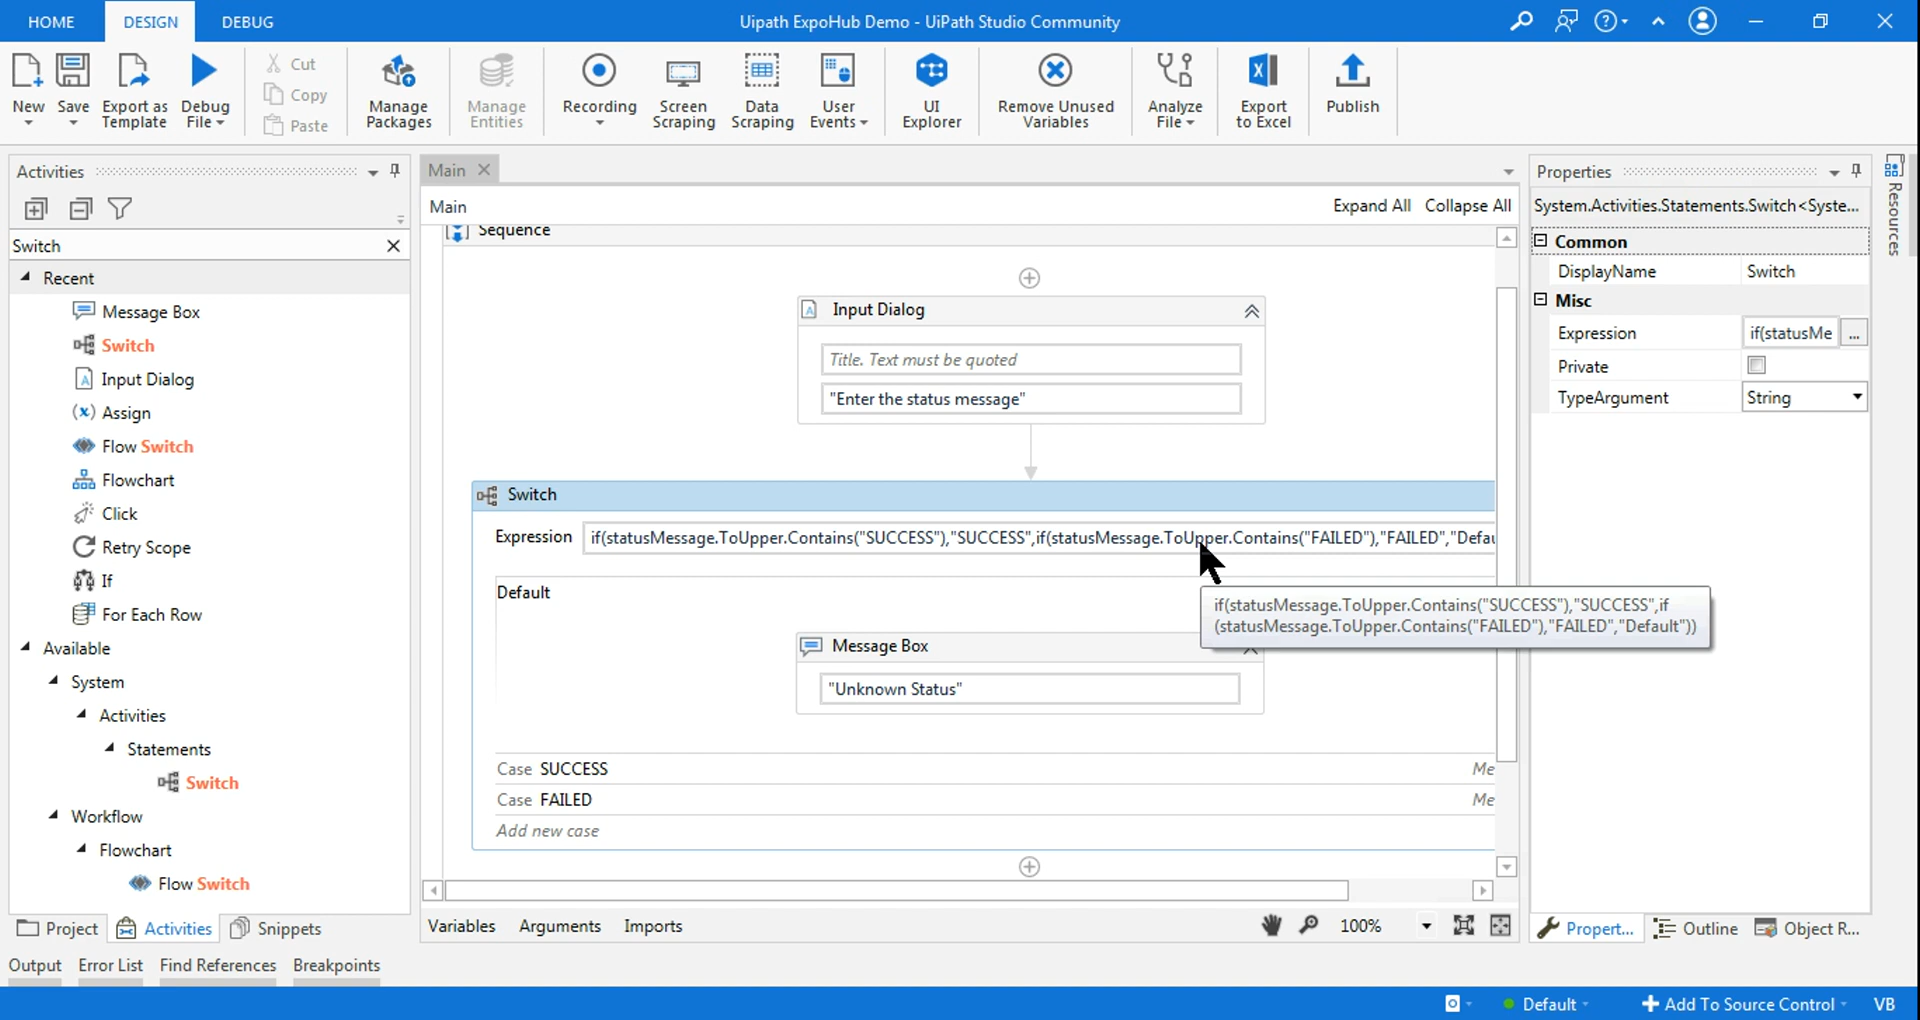 HOME DESIGN DEBUG Uipath ExpoHub Demo - UiPath Studio Community
New Save Export as Template Debug File Cut Copy Paste Manage Packages Manage Entities Recording Screen Scraping Data Scraping User Events UI Explorer Remove Unused Variables Analyze File Export to Excel Publish
Activities
Switch
Recent
Message Box
Switch
Input Dialog
(x) Assign
Flow Switch
Flowchart
Click
Retry Scope
If
For Each Row
Available
System
Activities
Statements
Switch
Workflow
Flowchart
Flow Switch
Project Activities Snippets
Main
Main Expand All Collapse All
Sequence
Input Dialog
Title. Text must be quoted
"Enter the status message"
Switch
Expression if(statusMessage.ToUpper.Contains("SUCCESS"),"SUCCESS",if(statusMessage.ToUpper.Contains("FAILED"),"FAILED","Defau
if(statusMessage.ToUpper.Contains("SUCCESS"),"SUCCESS",if
(statusMessage.ToUpper.Contains("FAILED"),"FAILED","Default"))
Default
Message Box
"Unknown Status"
Case SUCCESS Me
Case FAILED Me
Add new case
Variables Arguments Imports 100%
Properties
System.Activities.Statements.Switch<Syste...
Common
DisplayName Switch
Misc
Expression if(statusMe ...
Private
TypeArgument String
Propert... Outline Object R...
Resources
Output Error List Find References Breakpoints
Default Add To Source Control VB